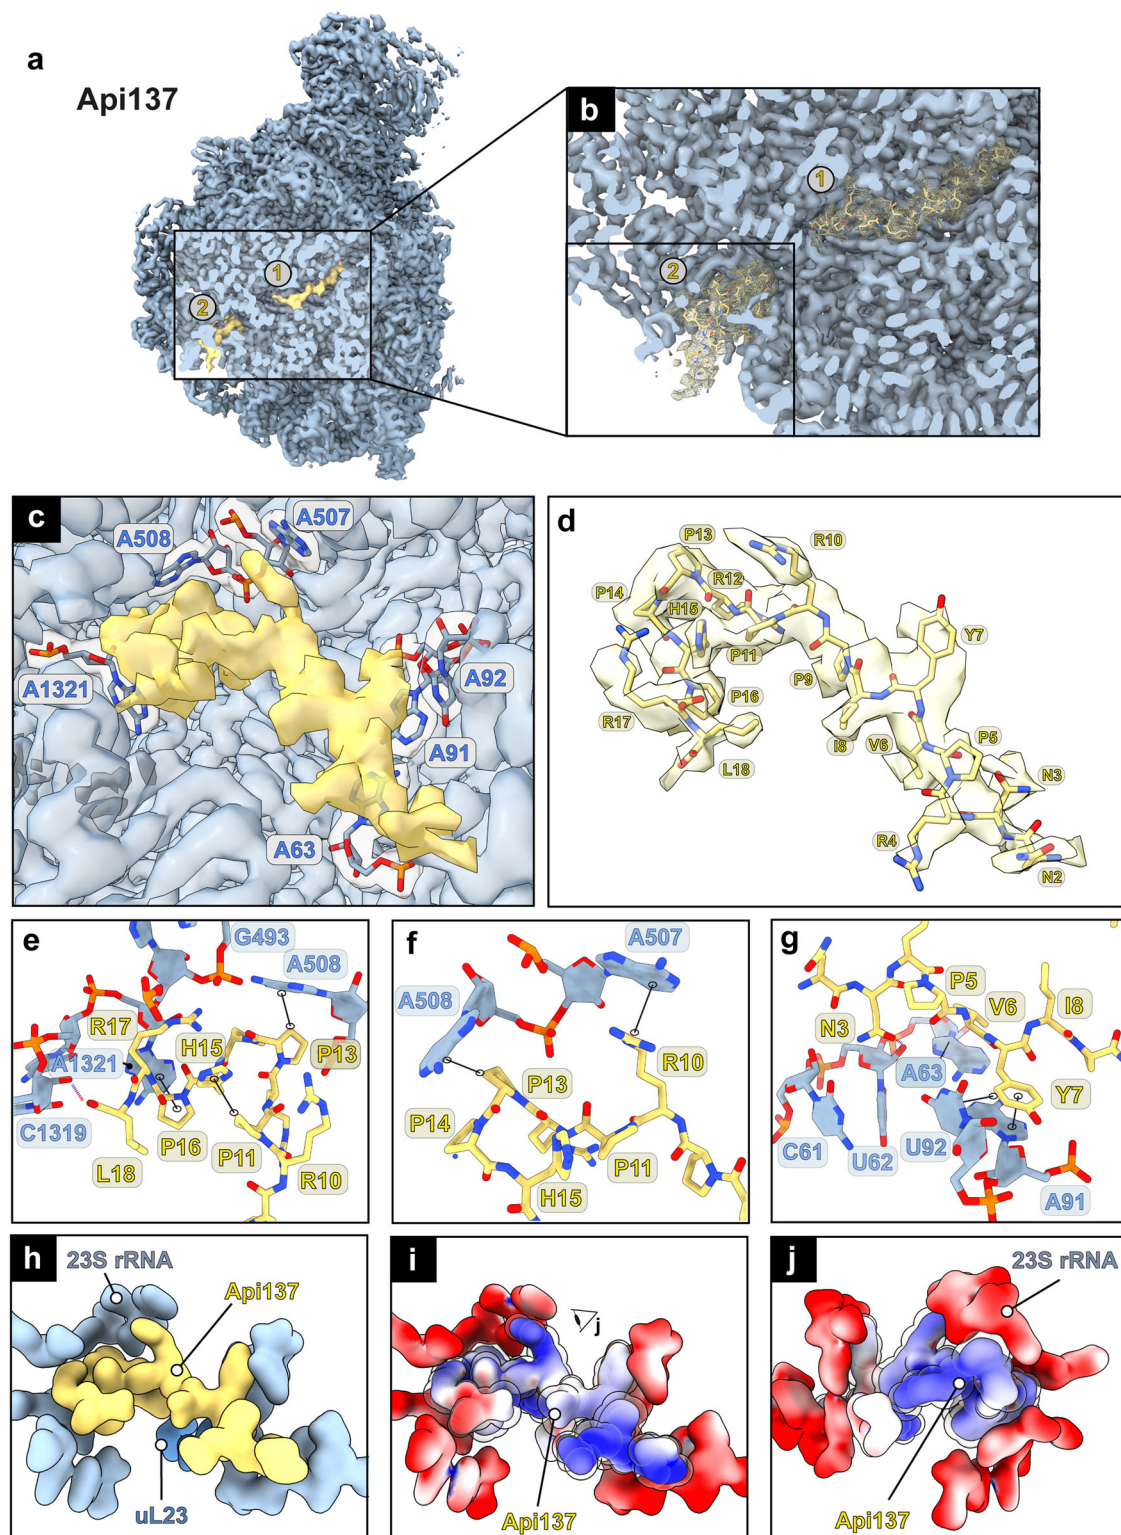 a
Api137
1
2
b
1
2
c
A508
A507
A1321
A92
A91
A63
d
P13
R10
P14
R12
H15
Y7
P11
P9
P16
R17
I8
V6
P5
L18
N3
R4
N2
e
G493
A508
R17
H15
A1321
P13
C1319
P16
P11
L18
R10
f
A507
A508
R10
P13
P14
P11
H15
g
P5
V6
I8
N3
A63
Y7
C61
U62
U92
A91
h
23S rRNA
Api137
uL23
i
j
Api137
j
23S rRNA
Api137